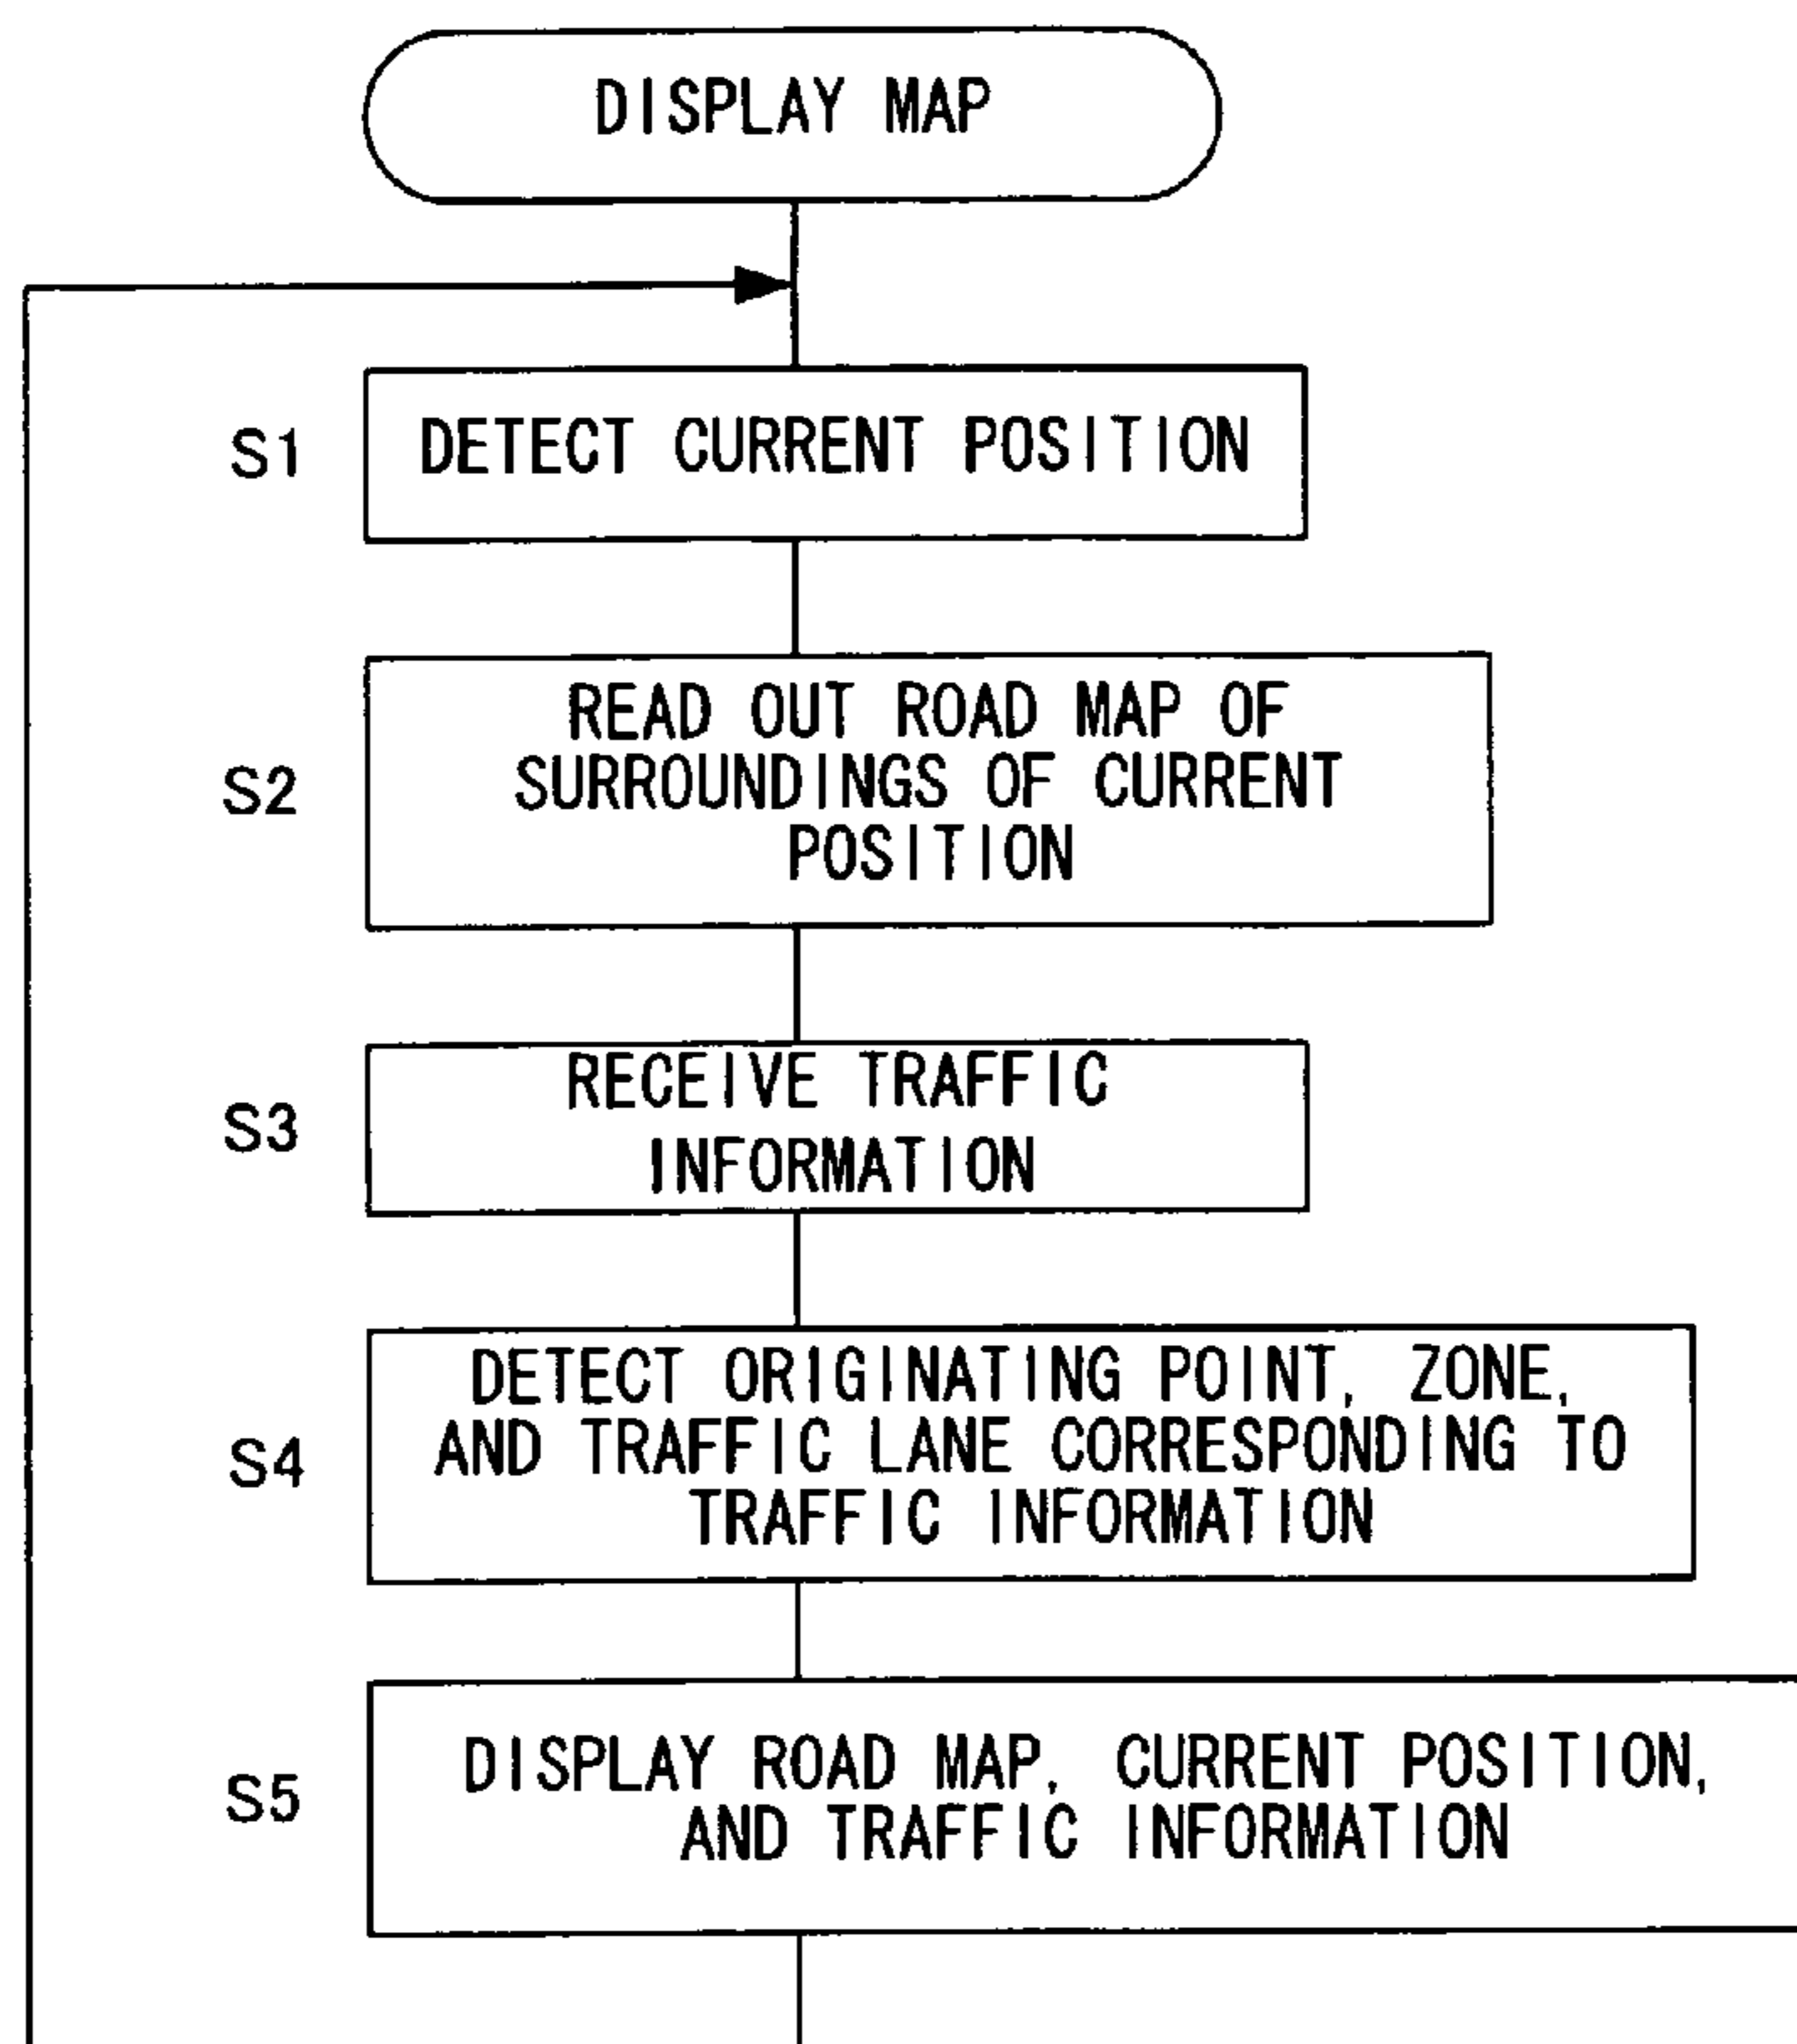 DISPLAY MAP
S1
DETECT CURRENT POSITION
READ OUT ROAD MAP OF
S2
SURROUNDINGS OF CURRENT
POSITION
RECEIVE TRAFFIC
S3
INFORMATION
DETECT ORIGINATING POINT, ZONE,
S4
AND TRAFFIC LANE CORRESPONDING TO
TRAFFIC INFORMATION
S5
DISPLAY ROAD MAP, CURRENT POSITION,
AND TRAFFIC INFORMATION